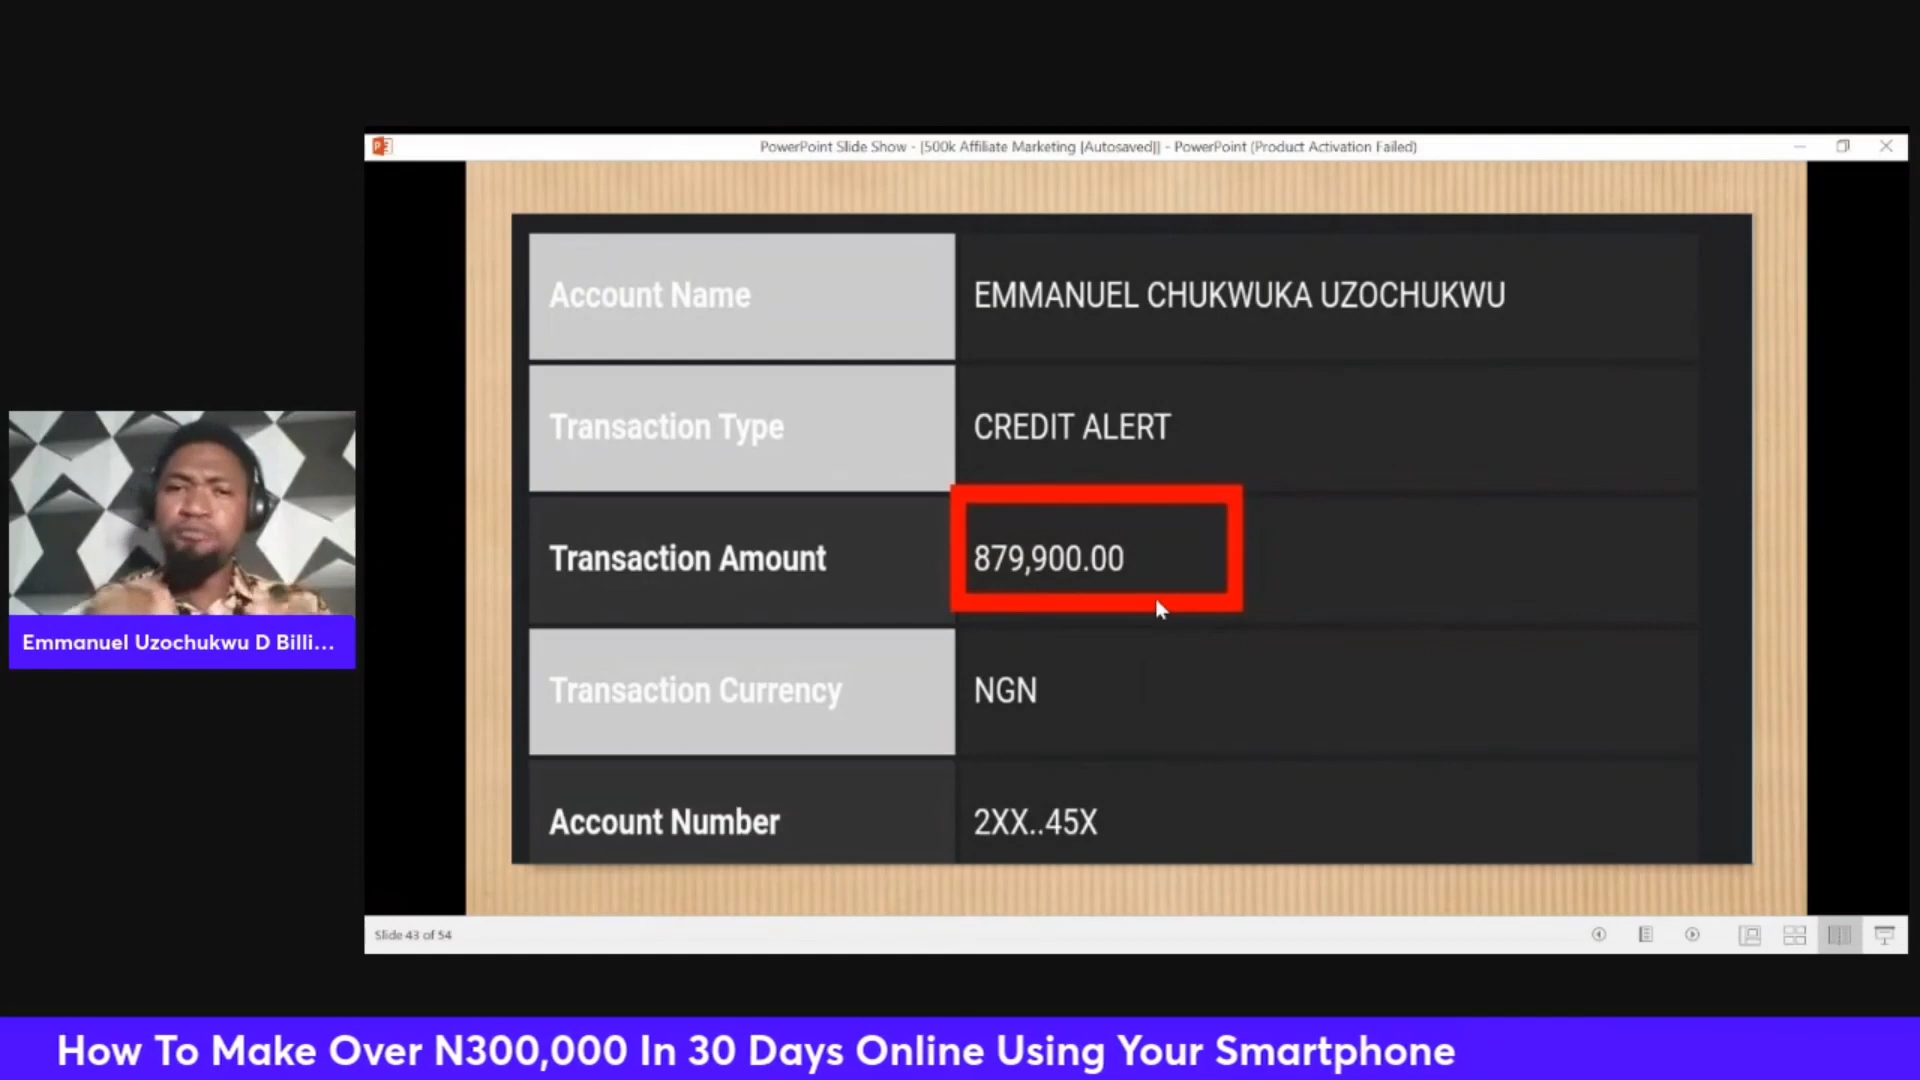 PowerPoint Slide Show - [500k Affiliate Marketing [Autosaved]] - PowerPoint (Product Activation Failed)
Account Name EMMANUEL CHUKWUKA UZOCHUKWU
Transaction Type CREDIT ALERT
Transaction Amount 879,900.00
Transaction Currency NGN
Account Number 2XX..45X
Emmanuel Uzochukwu D Billi...
Slide 43 of 54
How To Make Over N300,000 In 30 Days Online Using Your Smartphone